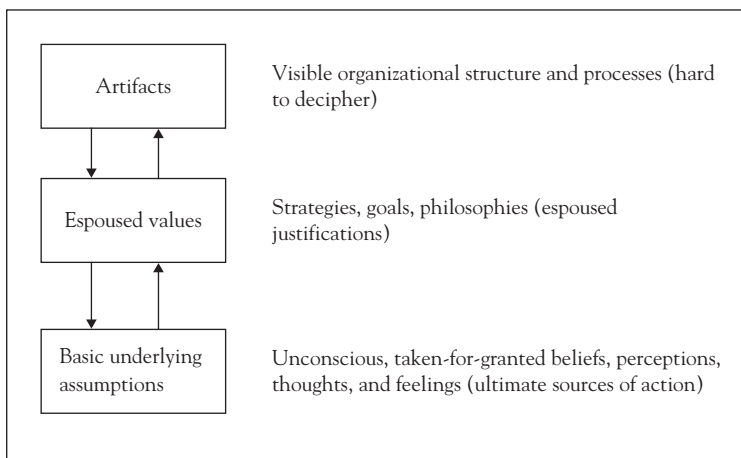 Artifacts
Visible organizational structure and processes (hard
to decipher)
Espoused values
Strategies, goals, philosophies (espoused
justifications)
Basic underlying
assumptions
Unconscious, taken-for-granted beliefs, perceptions,
thoughts, and feelings (ultimate sources of action)